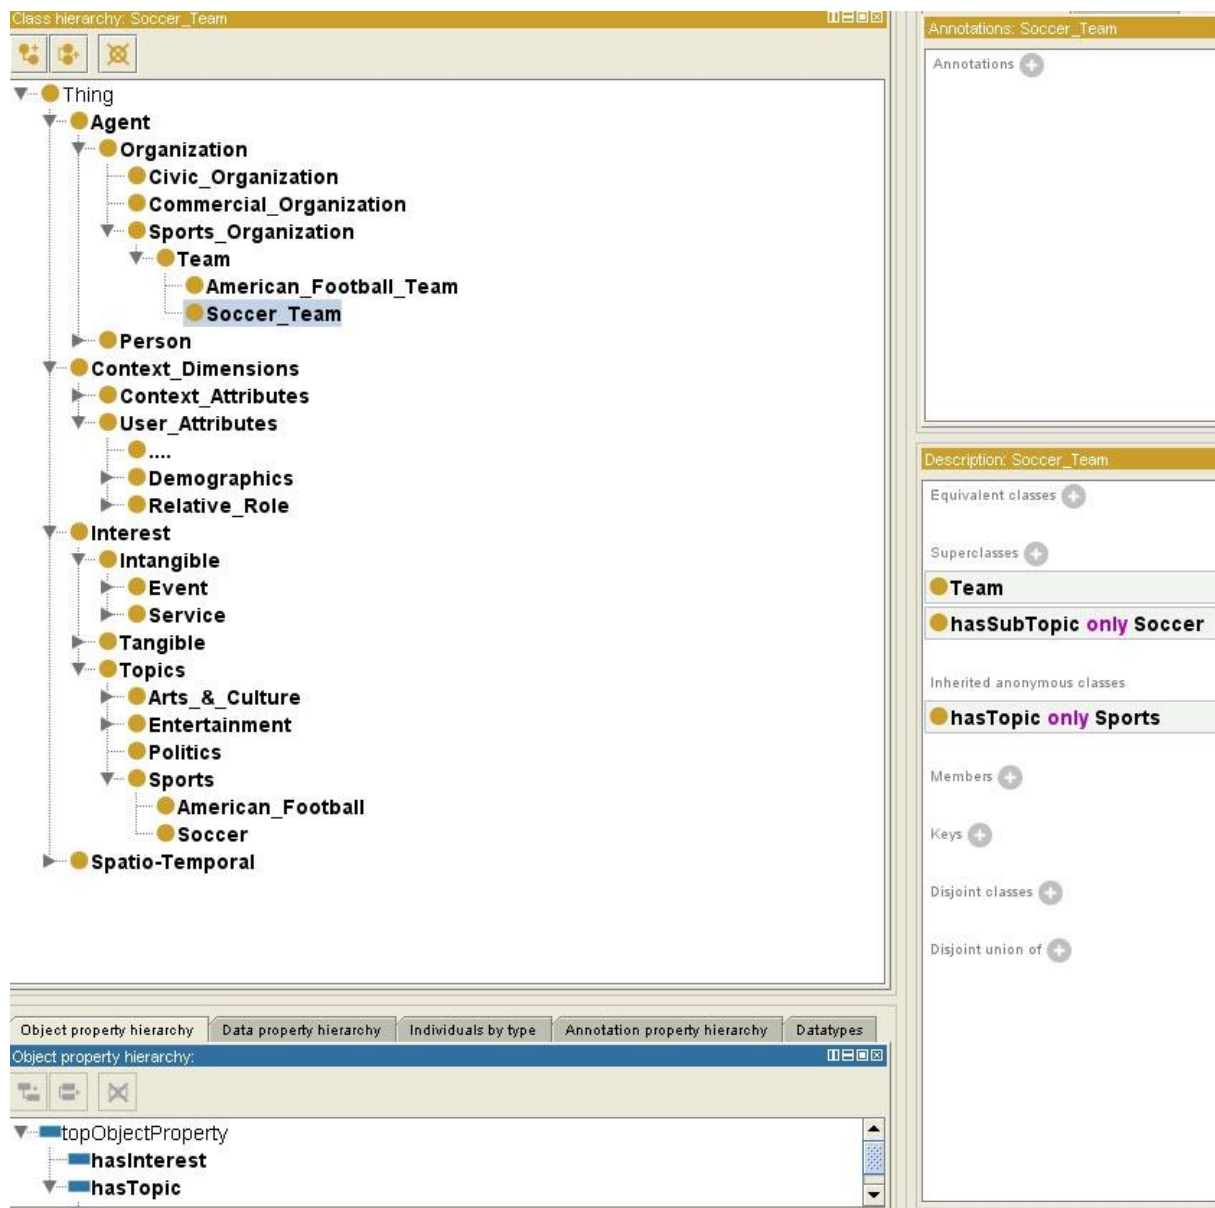 Class hierarchy: Soccer_Team
Thing
Agent
Organization
Civic_Organization
Commercial_Organization
Sports_Organization
Team
American_Football_Team
Soccer_Team
Person
Context_Dimensions
Context_Attributes
User_Attributes
....
Demographics
Relative_Role
Interest
Intangible
Event
Service
Tangible
Topics
Arts_&_Culture
Entertainment
Politics
Sports
American_Football
Soccer
Spatio-Temporal
Object property hierarchy
Data property hierarchy
Individuals by type
Annotation property hierarchy
Datatypes
Object property hierarchy:
topObjectProperty
hasInterest
hasTopic
Annotations: Soccer_Team
Annotations
Description: Soccer_Team
Equivalent classes
Superclasses
Team
hasSubTopic only Soccer
Inherited anonymous classes
hasTopic only Sports
Members
Keys
Disjoint classes
Disjoint union of